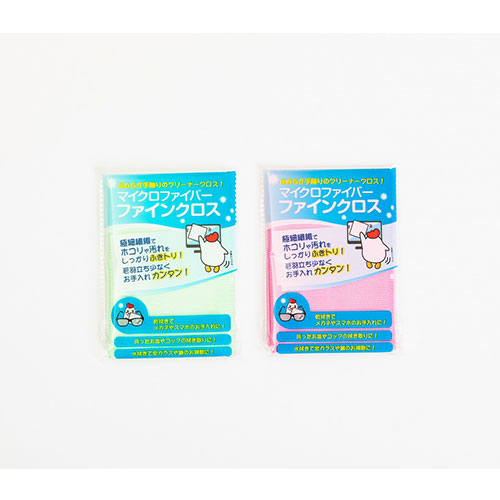 なめらか手触りのクリーナークロス！
マイクロファイバー
ファインクロス
極細繊維で
ホコリや汚れを
しっかりふきトリ！
毛羽立ち少なく
お手入れカンタン！
乾拭きで
メガネやスマホのお手入れに！
洗ったお皿やコップの拭き取りに！
水拭きで窓ガラスや鏡のお掃除に！
なめらか手触りのクリーナークロス！
マイクロファイバー
ファインクロス
極細繊維で
ホコリや汚れを
しっかりふきトリ！
毛羽立ち少なく
お手入れカンタン！
乾拭きで
メガネやスマホのお手入れに！
洗ったお皿やコップの拭き取りに！
水拭きで窓ガラスや鏡のお掃除に！